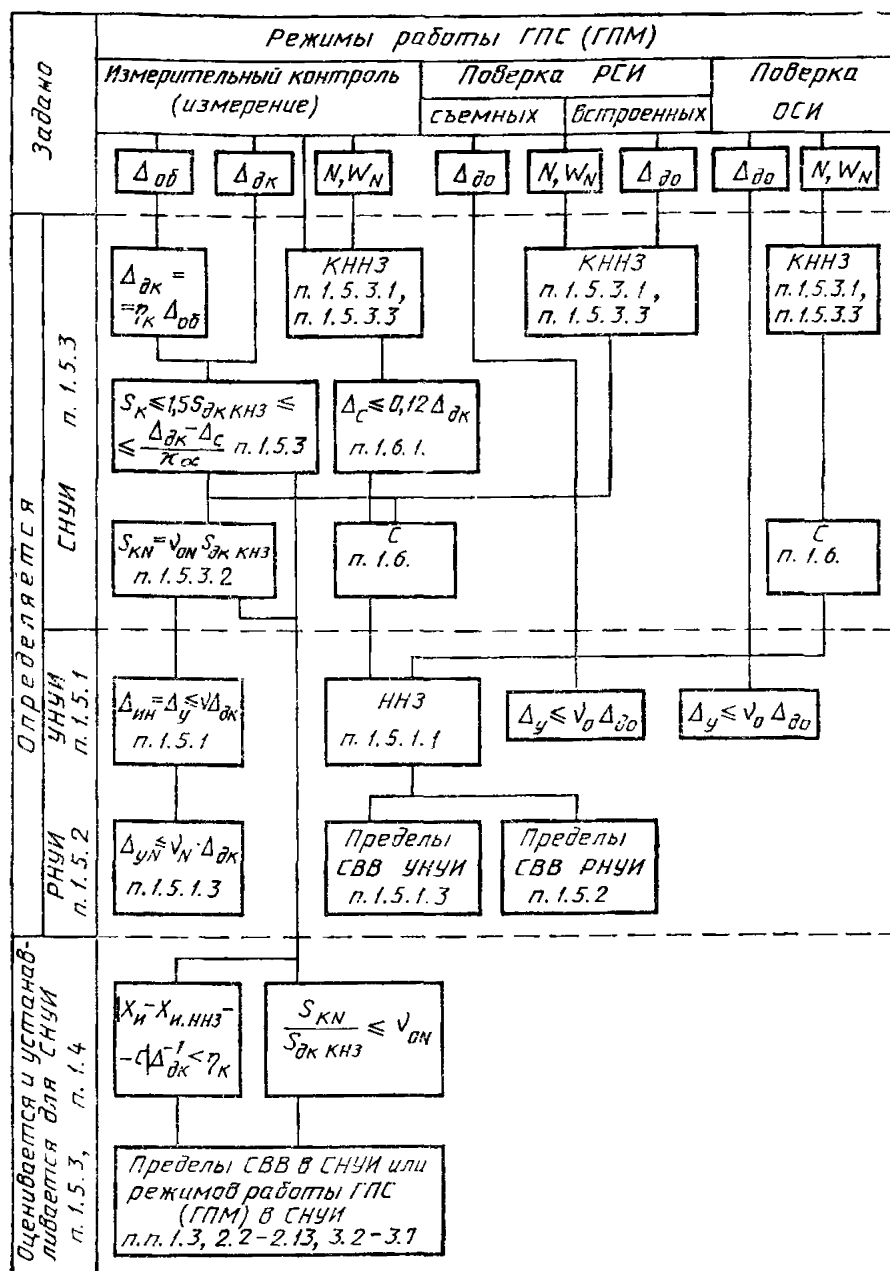 Режимы работы ГПС (ГПМ)
Задано
Измерительный контроль
(измерение)
Поверка РСИ
съемных
встроенных
Поверка
ОСИ
Δоб
Δдк
N, WN
Δдо
N, WN
Δдо
Δдо
N, WN
Определяется
СНУИ п. 1.5.3
Δдк =
=ηк Δоб
КННЗ
п. 1.5.3.1,
п. 1.5.3.3
КННЗ
п. 1.5.3.1,
п. 1.5.3.3
КННЗ
п. 1.5.3.1,
п. 1.5.3.3
Sк ≤ 1,5Sдк КНЗ ≤
≤ (Δдк - Δс)/πα п. 1.5.3
Δс ≤ 0,12 Δдк
п. 1.6.1.
SкN = νоN Sдк КНЗ
п. 1.5.3.2
С
п. 1.6.
С
п. 1.6.
УНУИ
п. 1.5.1
Δин = Δу ≤ νΔдк
п. 1.5.1
ННЗ
п. 1.5.1.1
Δу ≤ νо Δдо
Δу ≤ νо Δдо
РНУИ
п. 1.5.2
ΔуN ≤ νN · Δдк
п. 1.5.1.3
Пределы
СВВ УНУИ
п. 1.5.1.3
Пределы
СВВ РНУИ
п. 1.5.2
Оценивается и устанав-
ливается для СНУИ
п. 1.5.3, п. 1.4
|Xи - Xи.ННЗ -
- С|Δдк⁻¹ < ηк
SкN/Sдк КНЗ ≤ νоN
Пределы СВВ в СНУИ или
режимов работы ГПС
(ГПМ) в СНУИ
п.п. 1.3, 2.2-2.13, 3.2-3.7